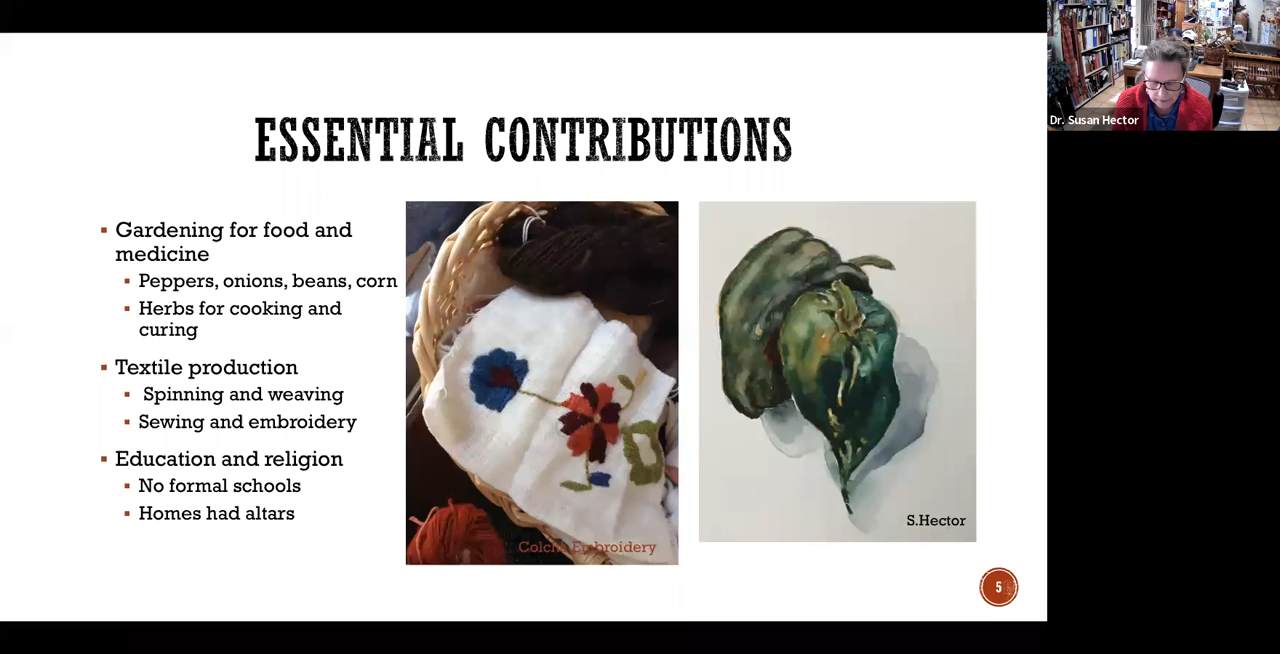 Dr. Susan Hector
ESSENTIAL CONTRIBUTIONS
Gardening for food and
medicine
Peppers, onions, beans, corn
Herbs for cooking and
curing
Textile production
Spinning and weaving
Sewing and embroidery
Education and religion
No formal schools
Homes had altars
Colcha Embroidery
S.Hector
5